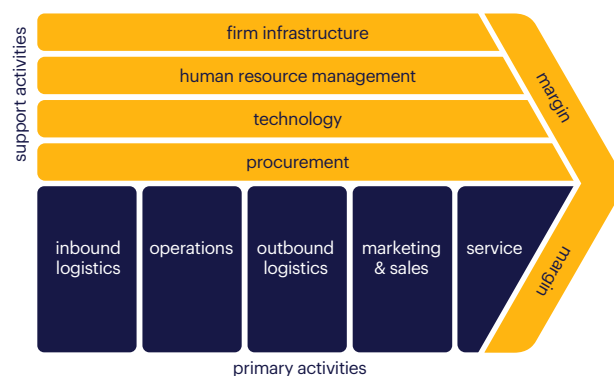 support activities
firm infrastructure
human resource management
technology
procurement
margin
inbound
logistics
operations
outbound
logistics
marketing
& sales
service
margin
primary activities